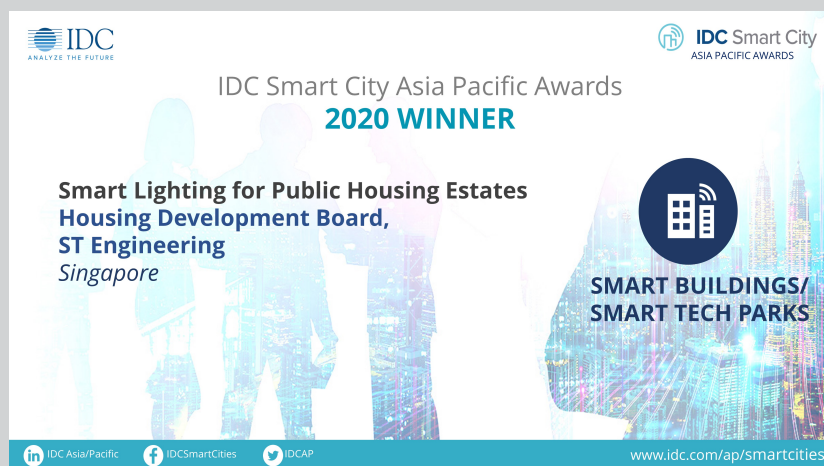 IDC
ANALYZE THE FUTURE
IDC Smart City
ASIA PACIFIC AWARDS
IDC Smart City Asia Pacific Awards
2020 WINNER
Smart Lighting for Public Housing Estates
Housing Development Board,
ST Engineering
Singapore
SMART BUILDINGS/
SMART TECH PARKS
in IDC Asia/Pacific
f IDCSmartCities
IDCAP
www.idc.com/ap/smartcities